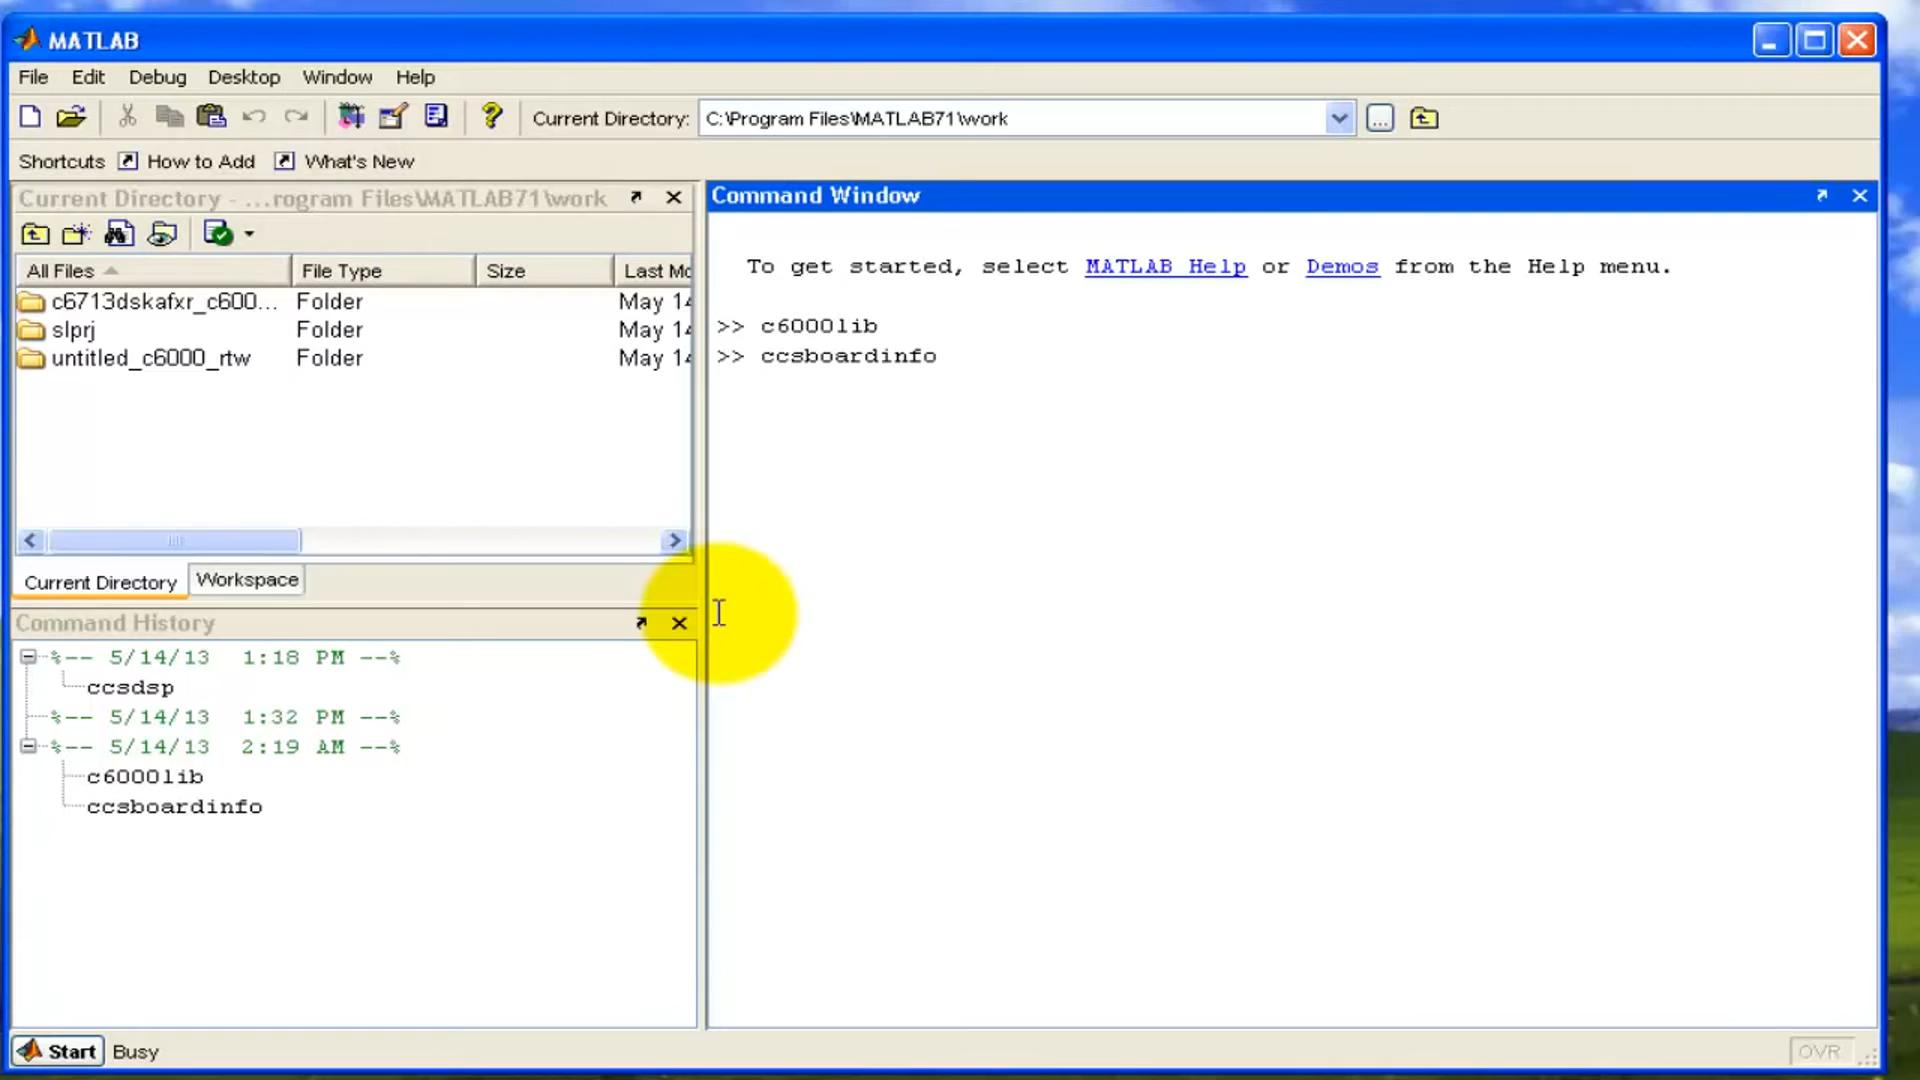 MATLAB
File Edit Debug Desktop Window Help
Current Directory: C:\Program Files\MATLAB71\work ...
Shortcuts How to Add What's New
Current Directory - ...rogram Files\MATLAB71\work
All Files File Type Size Last Mo
c6713dskafxr_c600... Folder May 14
slprj Folder May 14
untitled_c6000_rtw Folder May 14
Current Directory Workspace
Command History
%-- 5/14/13 1:18 PM --%
ccsdsp
%-- 5/14/13 1:32 PM --%
%-- 5/14/13 2:19 AM --%
c6000lib
ccsboardinfo
Command Window
To get started, select MATLAB Help or Demos from the Help menu.
>> c6000lib
>> ccsboardinfo
Start Busy
OVR